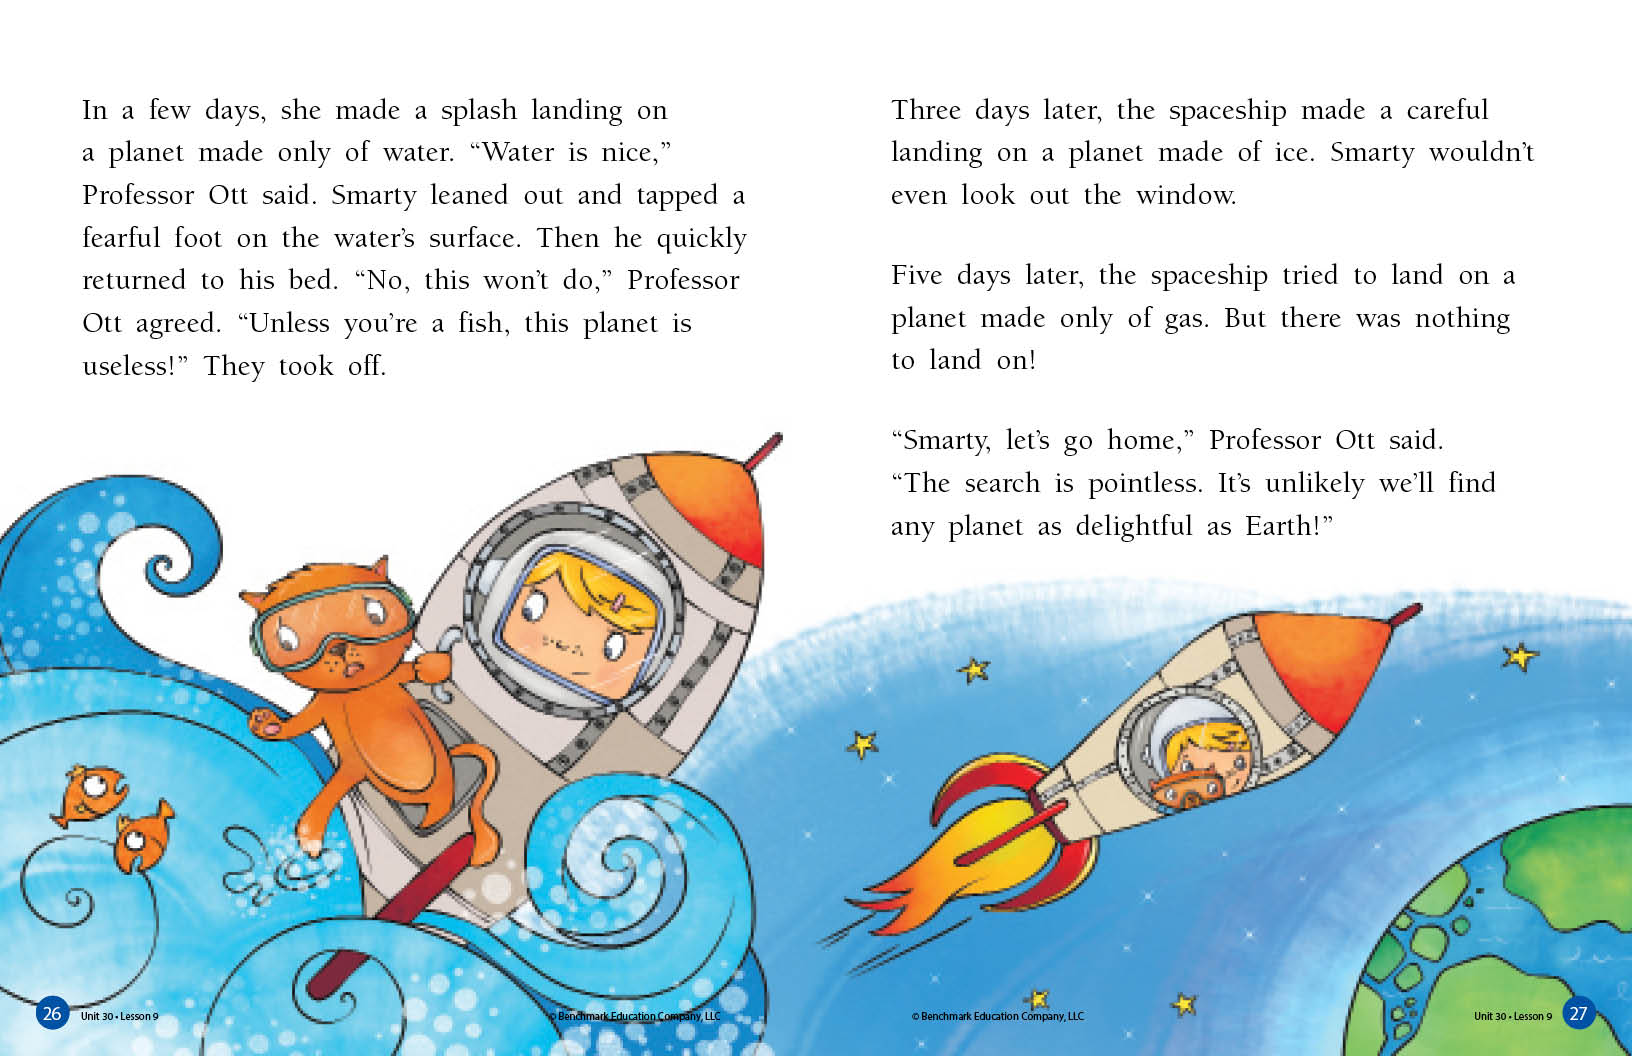 In a few days, she made a splash landing on
a planet made only of water. “Water is nice,”
Professor Ott said. Smarty leaned out and tapped a
fearful foot on the water’s surface. Then he quickly
returned to his bed. “No, this won’t do,” Professor
Ott agreed. “Unless you’re a fish, this planet is
useless!” They took off.
26
Unit 30 • Lesson 9
© Benchmark Education Company, LLC
Three days later, the spaceship made a careful
landing on a planet made of ice. Smarty wouldn’t
even look out the window.
Five days later, the spaceship tried to land on a
planet made only of gas. But there was nothing
to land on!
“Smarty, let’s go home,” Professor Ott said.
“The search is pointless. It’s unlikely we’ll find
any planet as delightful as Earth!”
© Benchmark Education Company, LLC
Unit 30 • Lesson 9
27